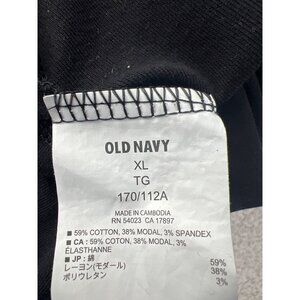 OLD NAVY
XL
TG
170/112A
MADE IN CAMBODIA
RN 54023 CA 17897
■ 59% COTTON, 38% MODAL, 3% SPANDEX
■ CA : 59% COTON, 38% MODAL, 3%
ÉLASTHANNE
■ JP : 綿 59%
レーヨン(モダール) 38%
ポリウレタン 3%